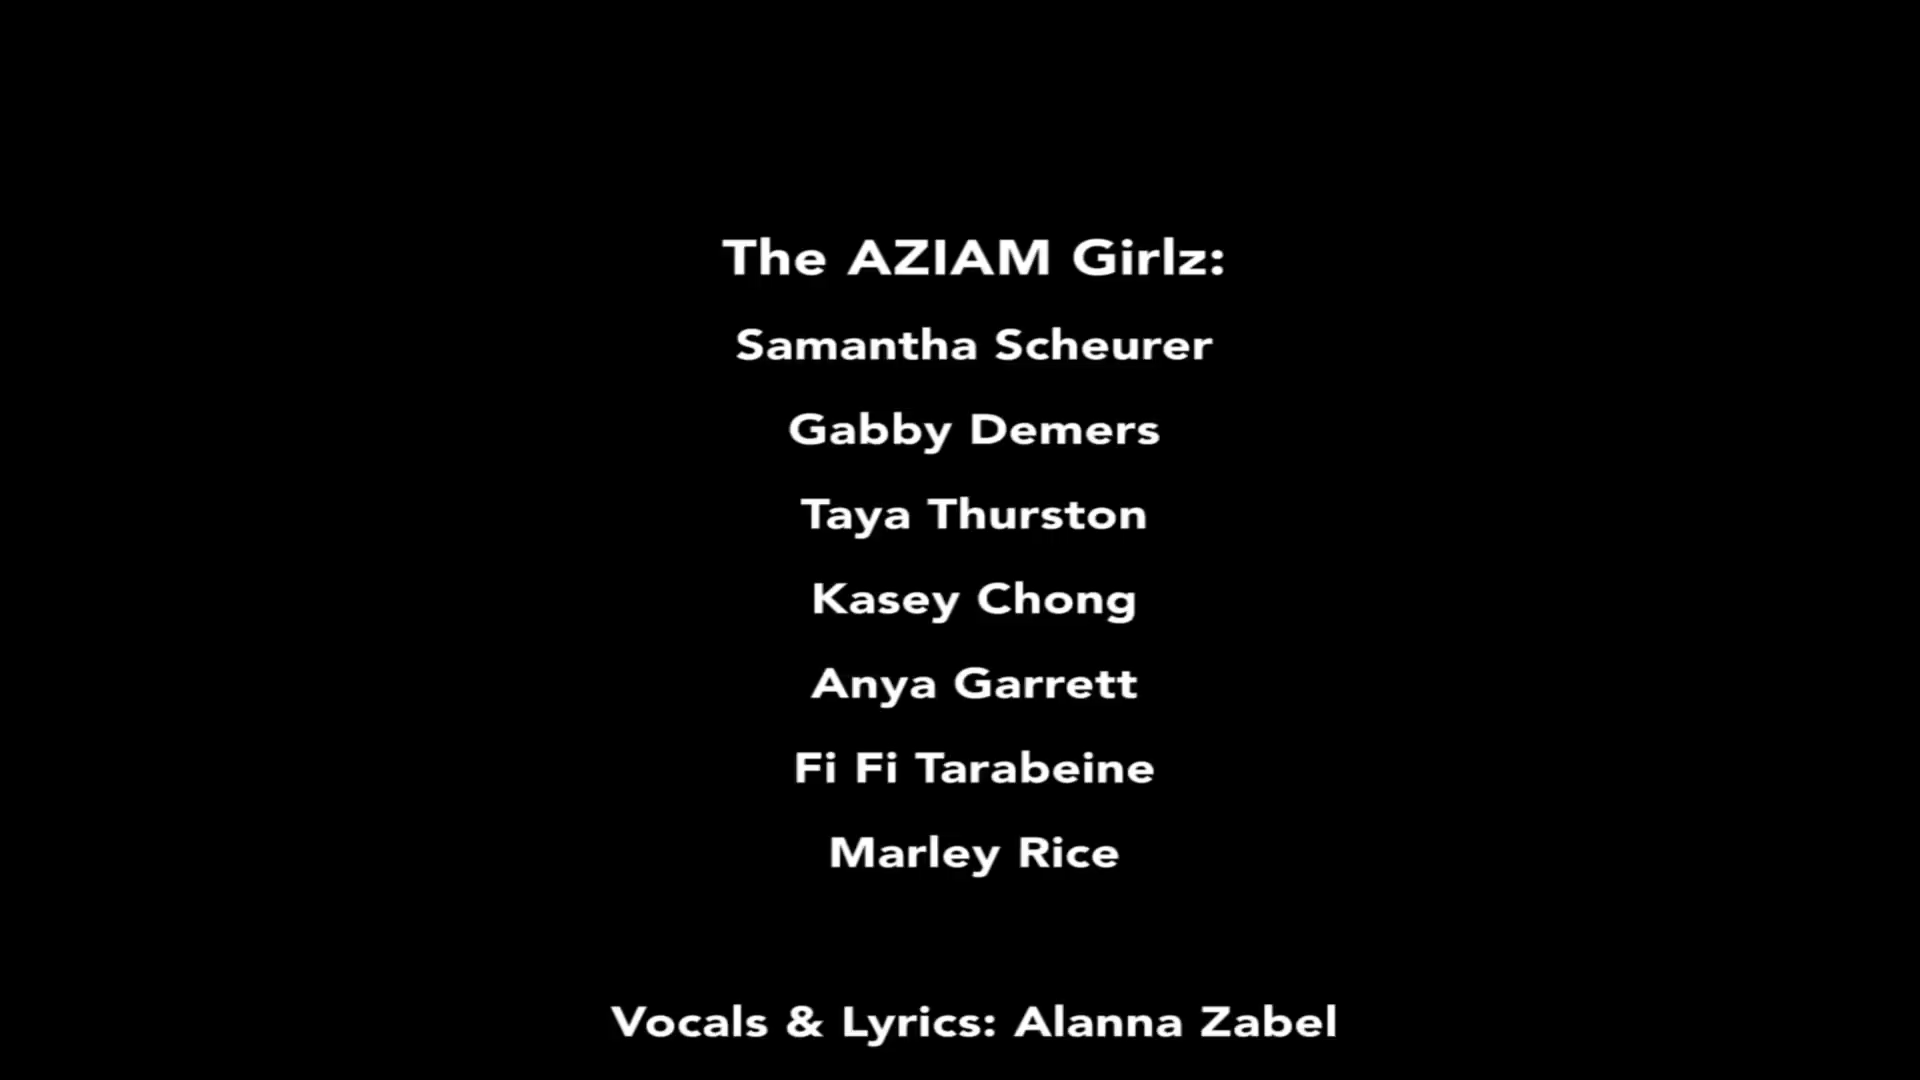 The AZIAM Girlz:
Samantha Scheurer
Gabby Demers
Taya Thurston
Kasey Chong
Anya Garrett
Fi Fi Tarabeine
Marley Rice
Vocals & Lyrics: Alanna Zabel